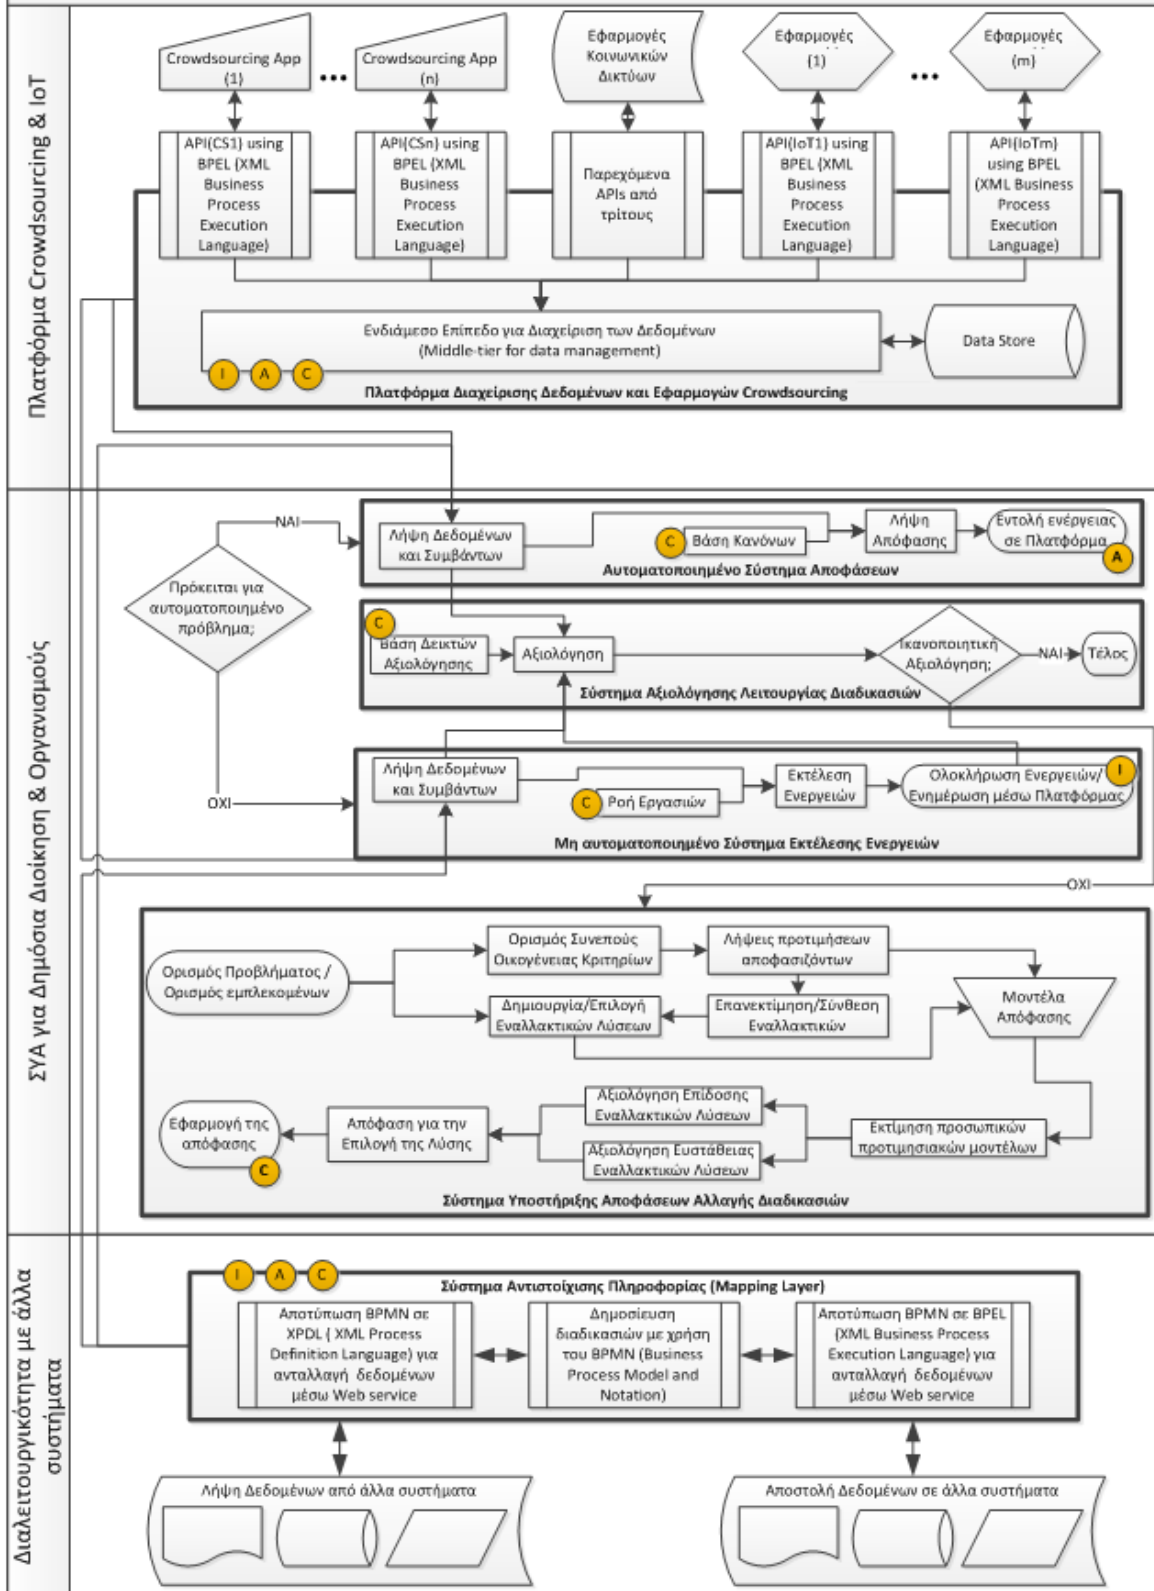 Πλατφόρμα Crowdsourcing & IoT
Crowdsourcing App
(1)
...
Crowdsourcing App
(n)
Εφαρμογές
Κοινωνικών
Δικτύων
Εφαρμογές
(1)
...
Εφαρμογές
(m)
API(CS1) using
BPEL (XML
Business
Process
Execution
Language)
API(CSn) using
BPEL (XML
Business
Process
Execution
Language)
Παρεχόμενα
APIs από
τρίτους
API(IoT1) using
BPEL (XML
Business
Process
Execution
Language)
API(IoTm)
using BPEL
(XML Business
Process
Execution
Language)
Ενδιάμεσο Επίπεδο για Διαχείριση των Δεδομένων
(Middle-tier for data management)
Data Store
I A C
Πλατφόρμα Διαχείρισης Δεδομένων και Εφαρμογών Crowdsourcing
ΣΥΑ για Δημόσια Διοίκηση & Οργανισμούς
Πρόκειται για
αυτοματοποιημένο
πρόβλημα;
ΝΑΙ
ΟΧΙ
Λήψη Δεδομένων
και Συμβάντων
C
Βάση Κανόνων
Λήψη
Απόφασης
Εντολή ενέργειας
σε Πλατφόρμα
A
Αυτοματοποιημένο Σύστημα Αποφάσεων
C
Βάση Δεικτών
Αξιολόγησης
Αξιολόγηση
Ικανοποιητική
Αξιολόγηση;
ΝΑΙ
Τέλος
Σύστημα Αξιολόγησης Λειτουργίας Διαδικασιών
Λήψη Δεδομένων
και Συμβάντων
C
Ροή Εργασιών
Εκτέλεση
Ενεργειών
Ολοκλήρωση Ενεργειών/
Ενημέρωση μέσω Πλατφόρμας
I
Μη αυτοματοποιημένο Σύστημα Εκτέλεσης Ενεργειών
ΟΧΙ
Ορισμός Προβλήματος /
Ορισμός εμπλεκομένων
Ορισμός Συνεπούς
Οικογένειας Κριτηρίων
Λήψεις προτιμήσεων
αποφασιζόντων
Δημιουργία/Επιλογή
Εναλλακτικών Λύσεων
Επανεκτίμηση/Σύνθεση
Εναλλακτικών
Μοντέλα
Απόφασης
Εφαρμογή της
απόφασης
C
Απόφαση για την
Επιλογή της Λύσης
Αξιολόγηση Επίδοσης
Εναλλακτικών Λύσεων
Αξιολόγηση Ευστάθειας
Εναλλακτικών Λύσεων
Εκτίμηση προσωπικών
προτιμησιακών μοντέλων
Σύστημα Υποστήριξης Αποφάσεων Αλλαγής Διαδικασιών
Διαλειτουργικότητα με άλλα
συστήματα
I A C
Σύστημα Αντιστοίχισης Πληροφορίας (Mapping Layer)
Αποτύπωση BPMN σε
XPDL ( XML Process
Definition Language) για
ανταλλαγή δεδομένων
μέσω Web service
Δημοσίευση
διαδικασιών με χρήση
του BPMN (Business
Process Model and
Notation)
Αποτύπωση BPMN σε BPEL
(XML Business Process
Execution Language) για
ανταλλαγή δεδομένων
μέσω Web service
Λήψη Δεδομένων από άλλα συστήματα
Αποστολή Δεδομένων σε άλλα συστήματα